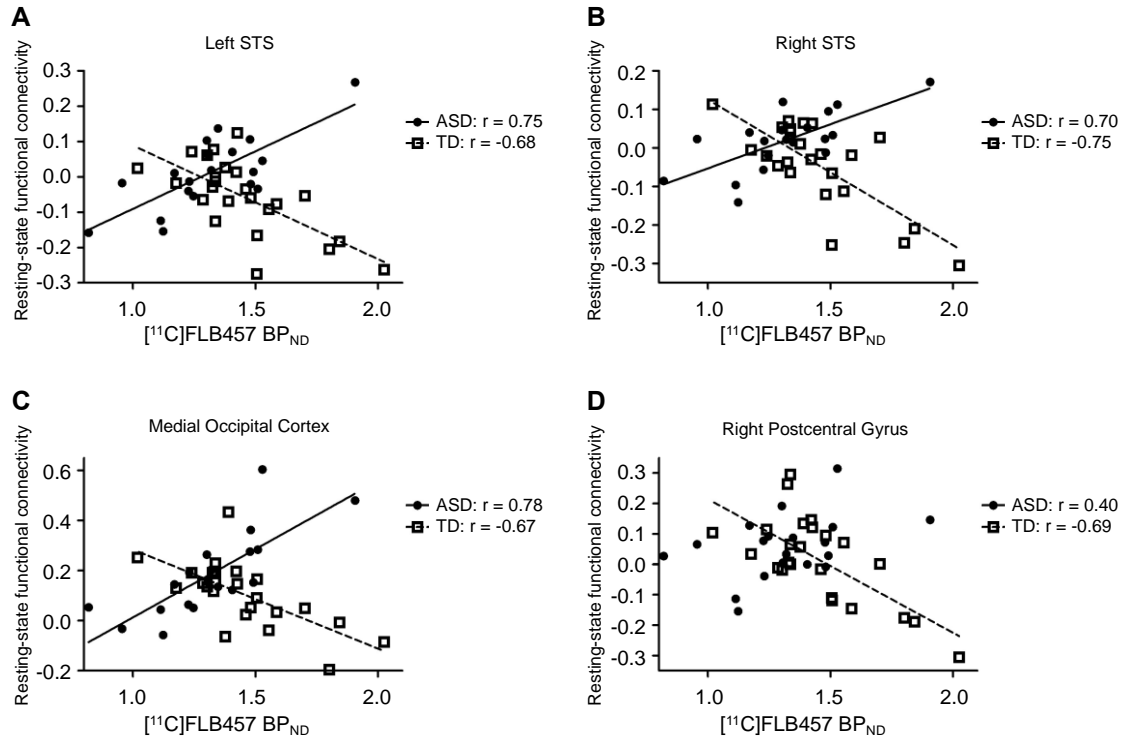 A
Left STS
Resting-state functional connectivity
0.3
0.2
0.1
0.0
-0.1
-0.2
-0.3
1.0 1.5 2.0
[¹¹C]FLB457 BP_ND
ASD: r = 0.75
TD: r = -0.68
B
Right STS
Resting-state functional connectivity
0.2
0.1
0.0
-0.1
-0.2
-0.3
1.0 1.5 2.0
[¹¹C]FLB457 BP_ND
ASD: r = 0.70
TD: r = -0.75
C
Medial Occipital Cortex
Resting-state functional connectivity
0.6
0.4
0.2
0.0
-0.2
1.0 1.5 2.0
[¹¹C]FLB457 BP_ND
ASD: r = 0.78
TD: r = -0.67
D
Right Postcentral Gyrus
Resting-state functional connectivity
0.3
0.2
0.1
0.0
-0.1
-0.2
-0.3
1.0 1.5 2.0
[¹¹C]FLB457 BP_ND
ASD: r = 0.40
TD: r = -0.69